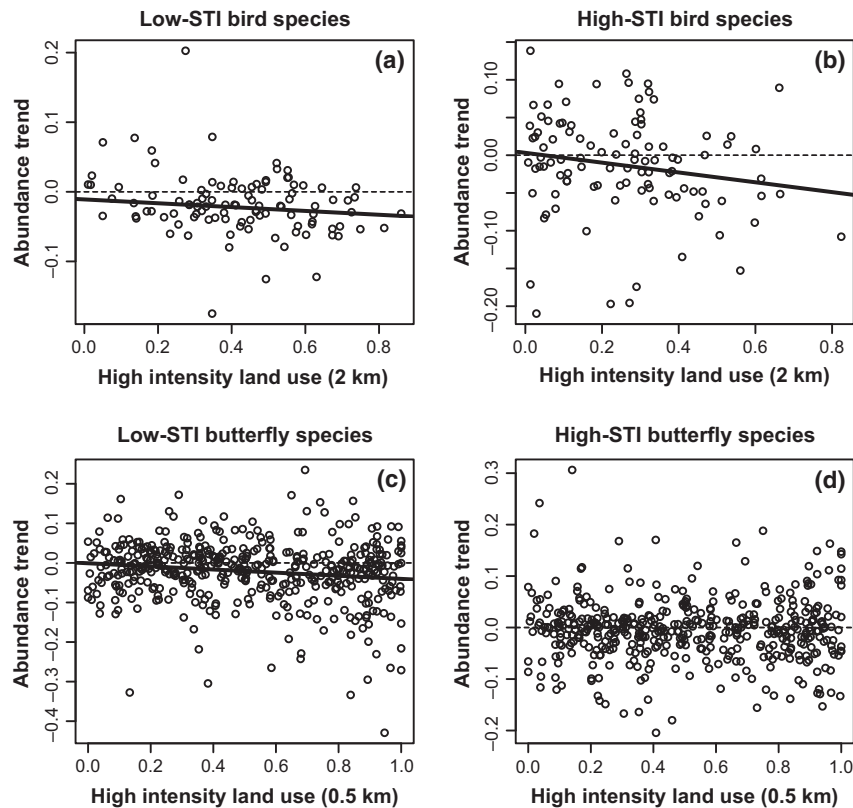 Low-STI bird species
(a)
Abundance trend
0.2
0.1
0.0
−0.1
0.0 0.2 0.4 0.6 0.8
High intensity land use (2 km)
High-STI bird species
(b)
Abundance trend
0.10
0.00
−0.10
−0.20
0.0 0.2 0.4 0.6 0.8
High intensity land use (2 km)
Low-STI butterfly species
(c)
Abundance trend
0.2
0.1
0.0
−0.1
−0.2
−0.3
−0.4
0.0 0.2 0.4 0.6 0.8 1.0
High intensity land use (0.5 km)
High-STI butterfly species
(d)
Abundance trend
0.3
0.2
0.1
0.0
−0.1
−0.2
0.0 0.2 0.4 0.6 0.8 1.0
High intensity land use (0.5 km)